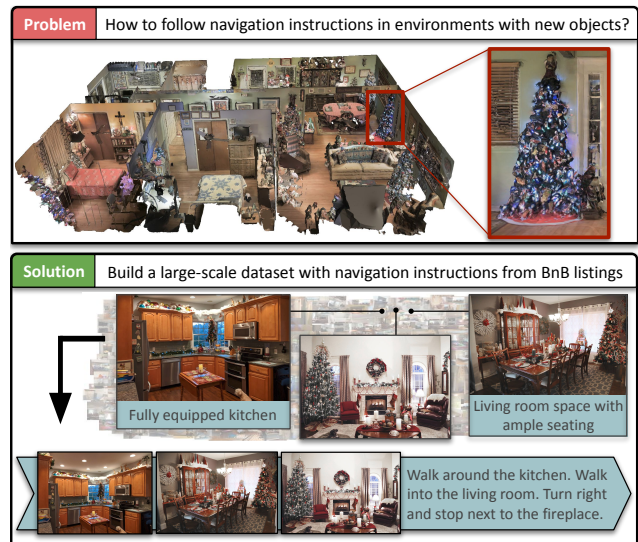 Problem
How to follow navigation instructions in environments with new objects?
Solution
Build a large-scale dataset with navigation instructions from BnB listings
Fully equipped kitchen
Living room space with
ample seating
Walk around the kitchen. Walk
into the living room. Turn right
and stop next to the fireplace.